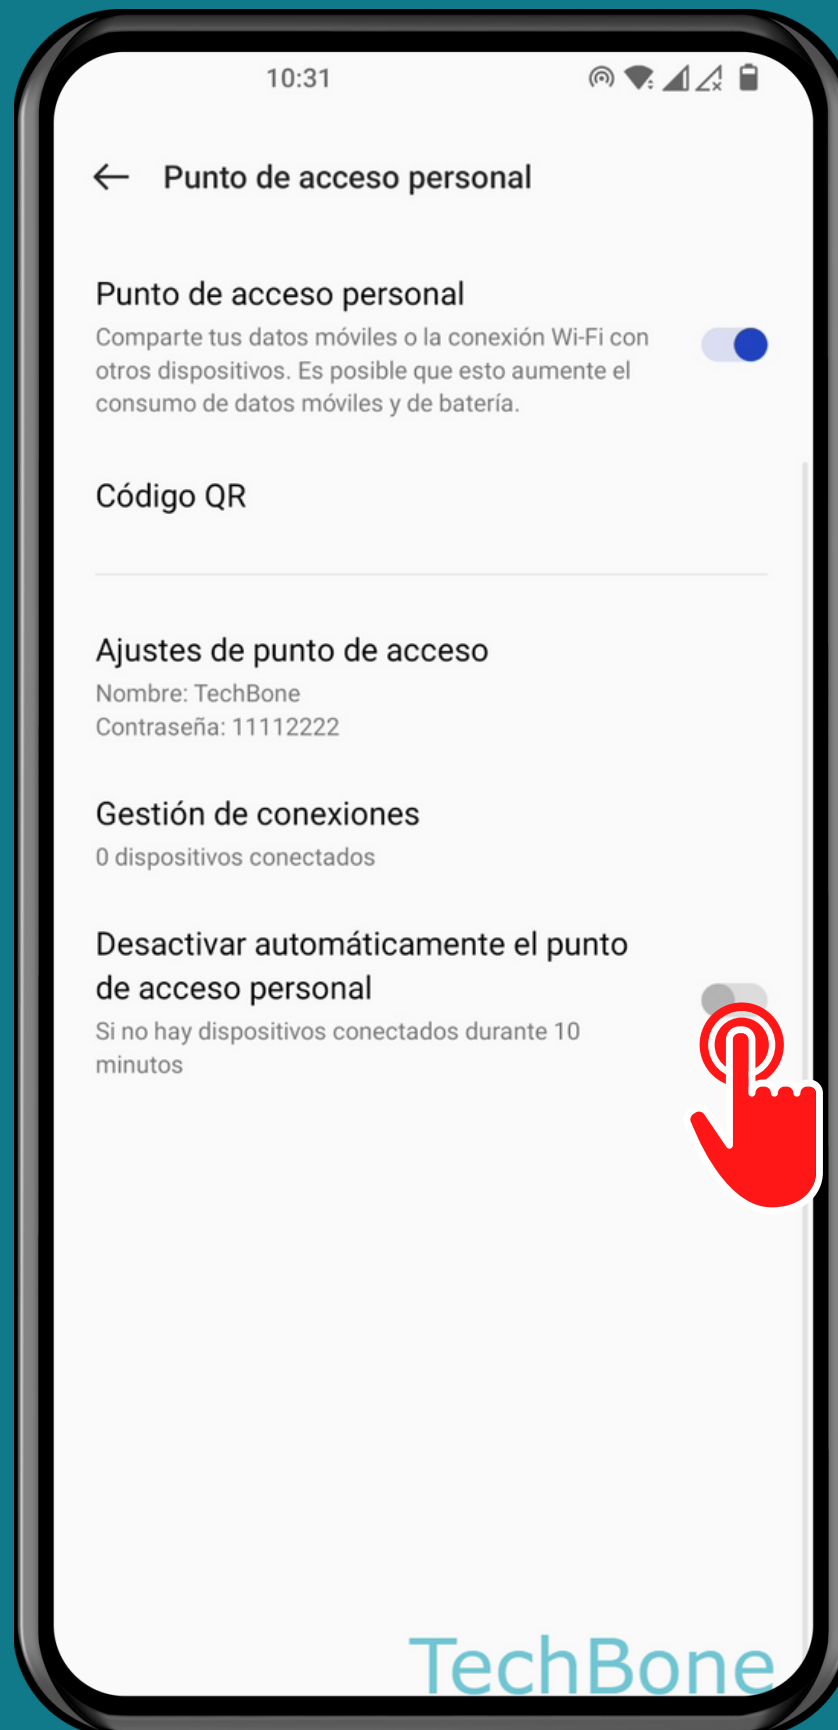 10:31
Punto de acceso personal
Punto de acceso personal
Comparte tus datos móviles o la conexión Wi-Fi con
otros dispositivos. Es posible que esto aumente el
consumo de datos móviles y de batería.
Código QR
Ajustes de punto de acceso
Nombre: TechBone
Contraseña: 11112222
Gestión de conexiones
0 dispositivos conectados
Desactivar automáticamente el punto
de acceso personal
Si no hay dispositivos conectados durante 10
minutos
TechBone